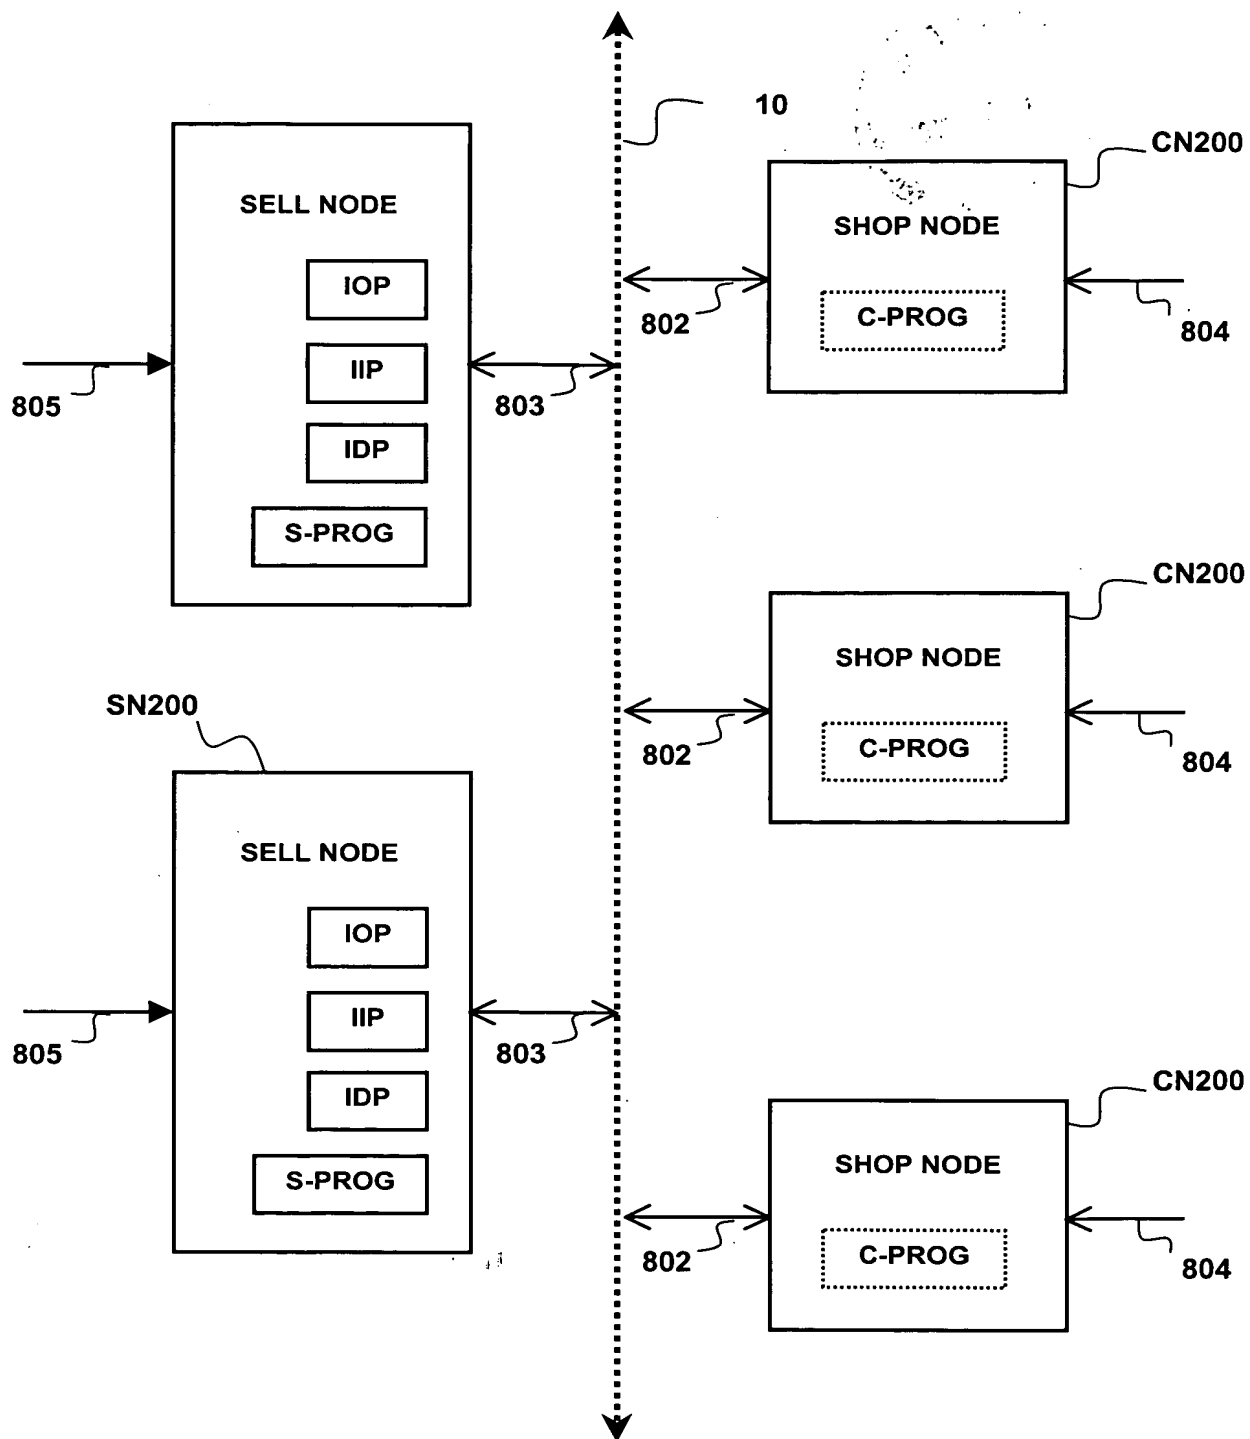 10
SELL NODE
IOP
IIP
IDP
S-PROG
805
803
CN200
SHOP NODE
C-PROG
802
804
CN200
SHOP NODE
C-PROG
802
804
SN200
SELL NODE
IOP
IIP
IDP
S-PROG
805
803
CN200
SHOP NODE
C-PROG
802
804